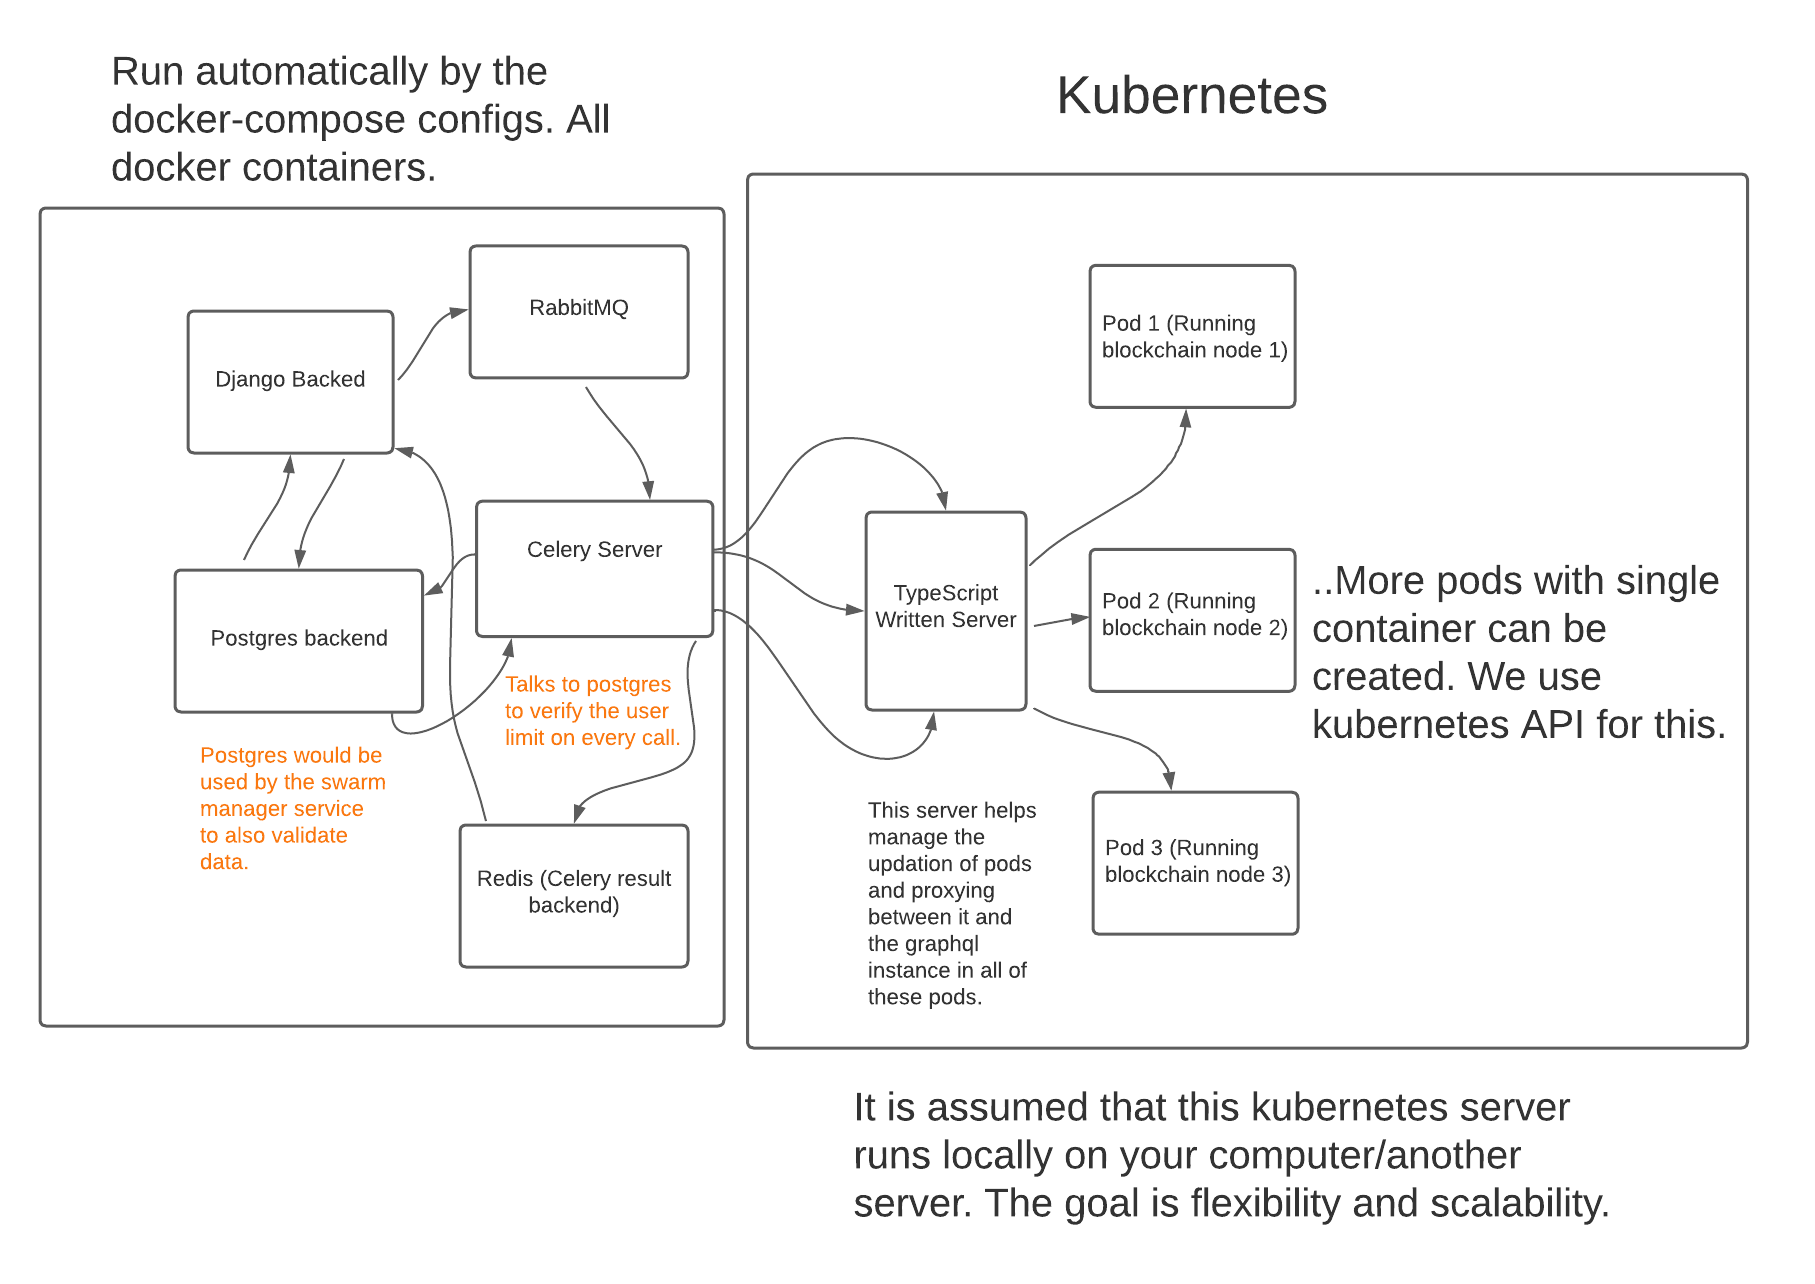 Run automatically by the
docker-compose configs. All
docker containers.
Kubernetes
RabbitMQ
Django Backed
Celery Server
Postgres backend
Talks to postgres
to verify the user
limit on every call.
Postgres would be
used by the swarm
manager service
to also validate
data.
Redis (Celery result
backend)
Pod 1 (Running
blockchain node 1)
TypeScript
Written Server
Pod 2 (Running
blockchain node 2)
..More pods with single
container can be
created. We use
kubernetes API for this.
This server helps
manage the
updation of pods
and proxying
between it and
the graphql
instance in all of
these pods.
Pod 3 (Running
blockchain node 3)
It is assumed that this kubernetes server
runs locally on your computer/another
server. The goal is flexibility and scalability.